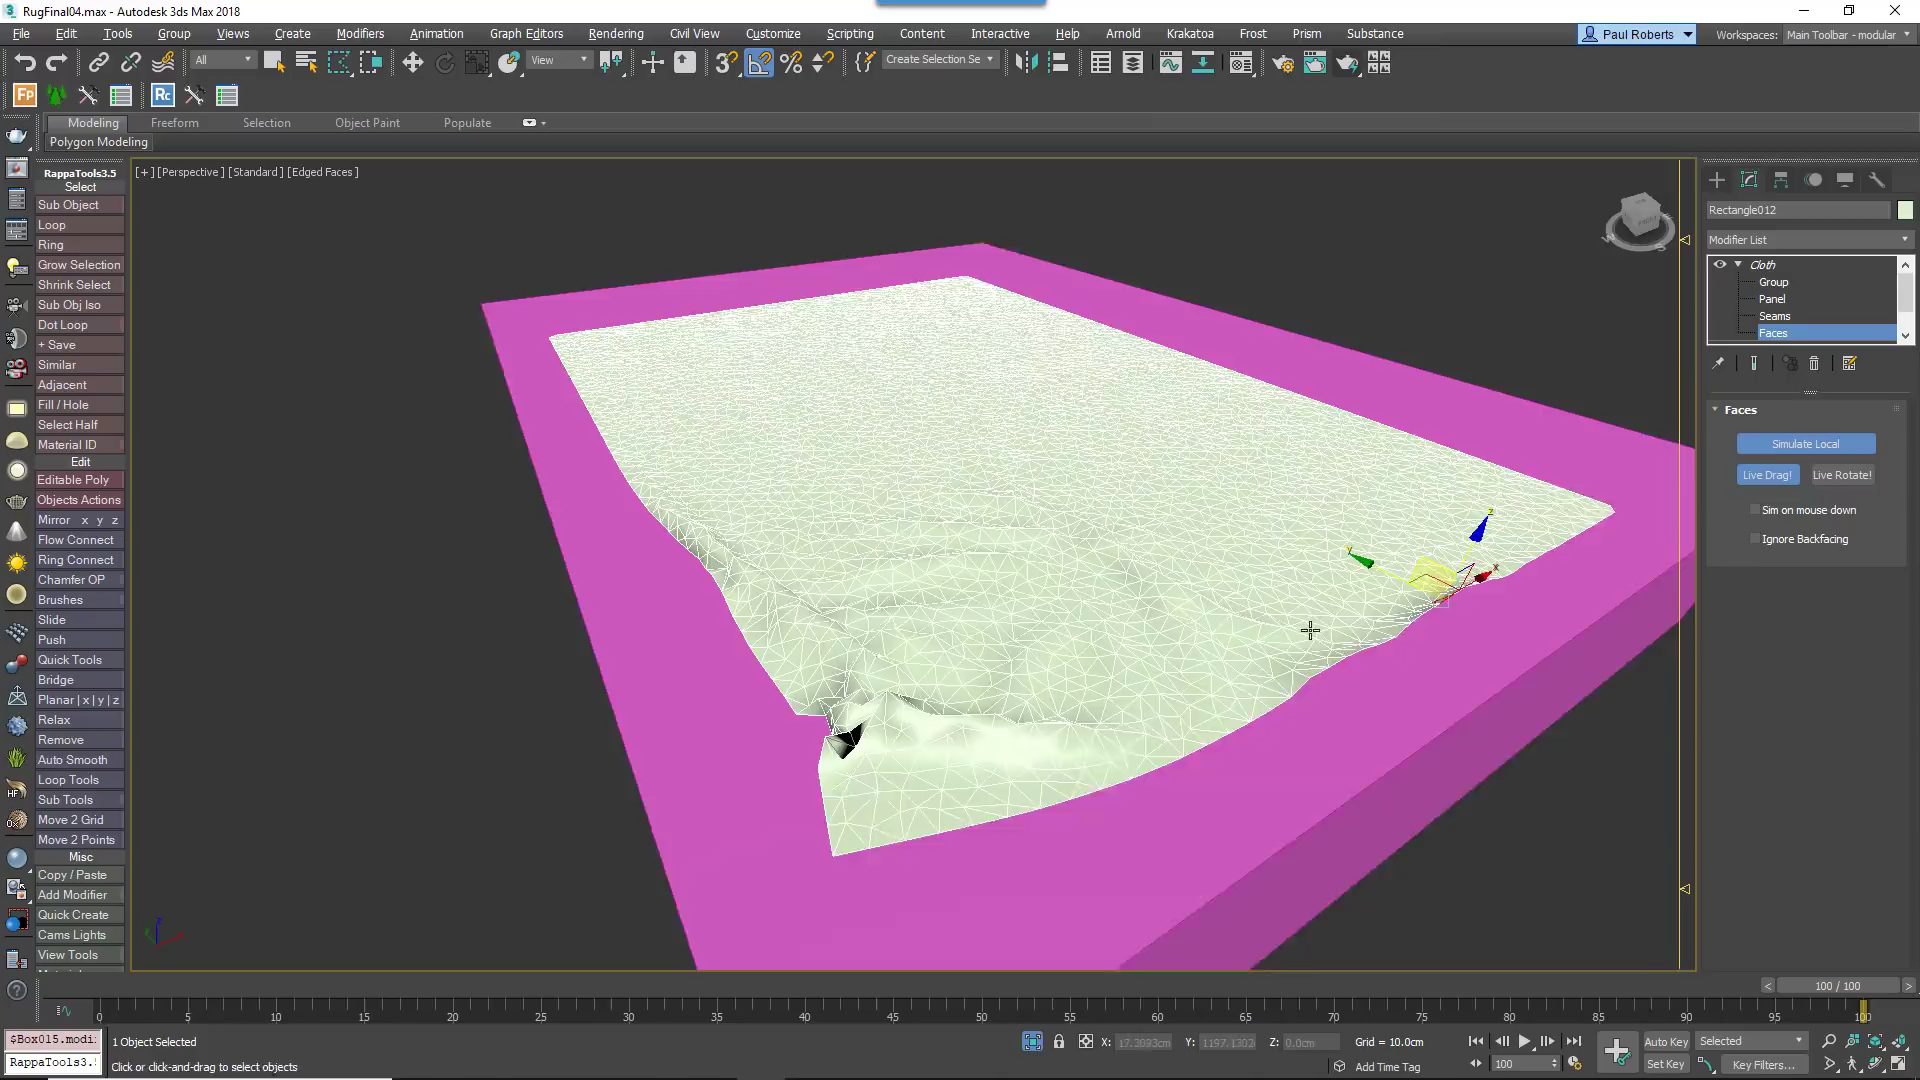 RugFinal04.max - Autodesk 3ds Max 2018
File Edit Tools Group Views Create Modifiers Animation Graph Editors Rendering Civil View Customize Scripting Content Interactive Help Arnold Krakatoa Frost Prism Substance Paul Roberts Workspaces: Main Toolbar - modular
All View Create Selection Se
Modeling Freeform Selection Object Paint Populate
Polygon Modeling
[+] [Perspective ] [Standard ] [Edged Faces ]
RappaTools3.5
Select
Sub Object
Loop
Ring
Grow Selection
Shrink Select
Sub Obj Iso
Dot Loop
+ Save
Similar
Adjacent
Fill / Hole
Select Half
Material ID
Edit
Editable Poly
Objects Actions
Mirror x y z
Flow Connect
Ring Connect
Chamfer OP
Brushes
Slide
Push
Quick Tools
Bridge
Planar | x | y | z
Relax
Remove
Auto Smooth
Loop Tools
Sub Tools
Move 2 Grid
Move 2 Points
Misc
Copy / Paste
Add Modifier
Quick Create
Cams Lights
View Tools
Rectangle012
Modifier List
Cloth
Group
Panel
Seams
Faces
Faces
Simulate Local
Live Drag! Live Rotate!
Sim on mouse down
Ignore Backfacing
100 / 100
0 5 10 15 20 25 30 35 40 45 50 55 60 65 70 75 80 85 90 95 100
$Box015.modi
RappaTools3.
1 Object Selected
Click or click-and-drag to select objects
X: 17.3893cm Y: 1197.1302 Z: 0.0cm Grid = 10.0cm
Add Time Tag
100
Auto Key Selected
Set Key Key Filters...